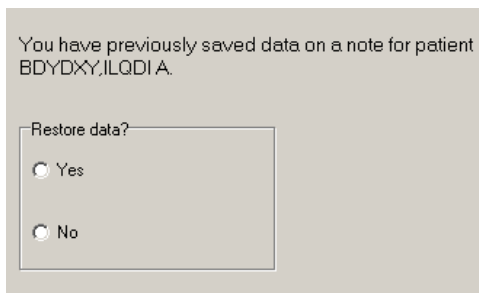 You have previously saved data on a note for patient
BDYDXY,ILQDI A.
Restore data?
Yes
No